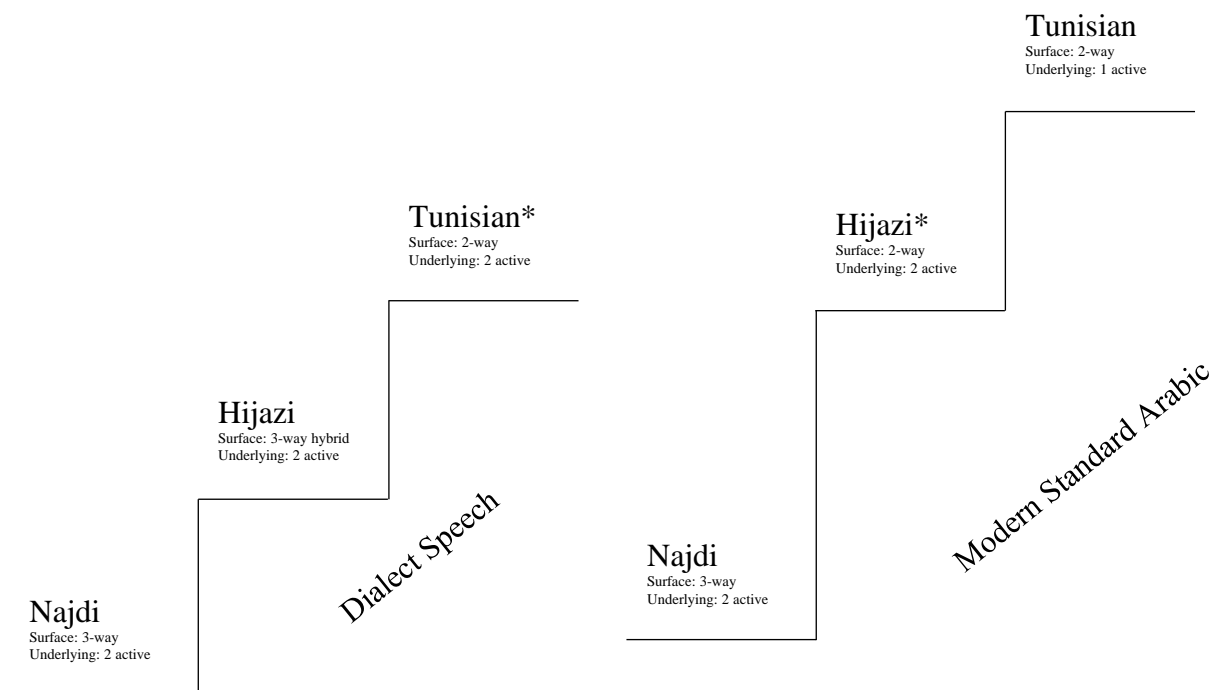 Tunisian
Surface: 2-way
Underlying: 1 active
Tunisian*
Surface: 2-way
Underlying: 2 active
Hijazi*
Surface: 2-way
Underlying: 2 active
Hijazi
Surface: 3-way hybrid
Underlying: 2 active
Dialect Speech
Modern Standard Arabic
Najdi
Surface: 3-way
Underlying: 2 active
Najdi
Surface: 3-way
Underlying: 2 active